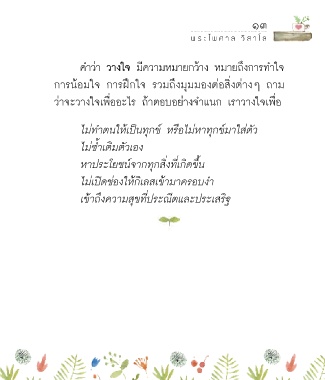 ๑๓
พระไพศาล วิสาโล
คำว่า วางใจ มีความหมายกว้าง หมายถึงการทำใจ
การน้อมใจ การฝึกใจ รวมถึงมุมมองต่อสิ่งต่างๆ ถาม
ว่าจะวางใจเพื่ออะไร ถ้าตอบอย่างจำแนก เราวางใจเพื่อ
ไม่ทำตนให้เป็นทุกข์ หรือไม่หาทุกข์มาใส่ตัว
ไม่ซ้ำเติมตัวเอง
หาประโยชน์จากทุกสิ่งที่เกิดขึ้น
ไม่เปิดช่องให้กิเลสเข้ามาครอบงำ
เข้าถึงความสุขที่ประณีตและประเสริฐ